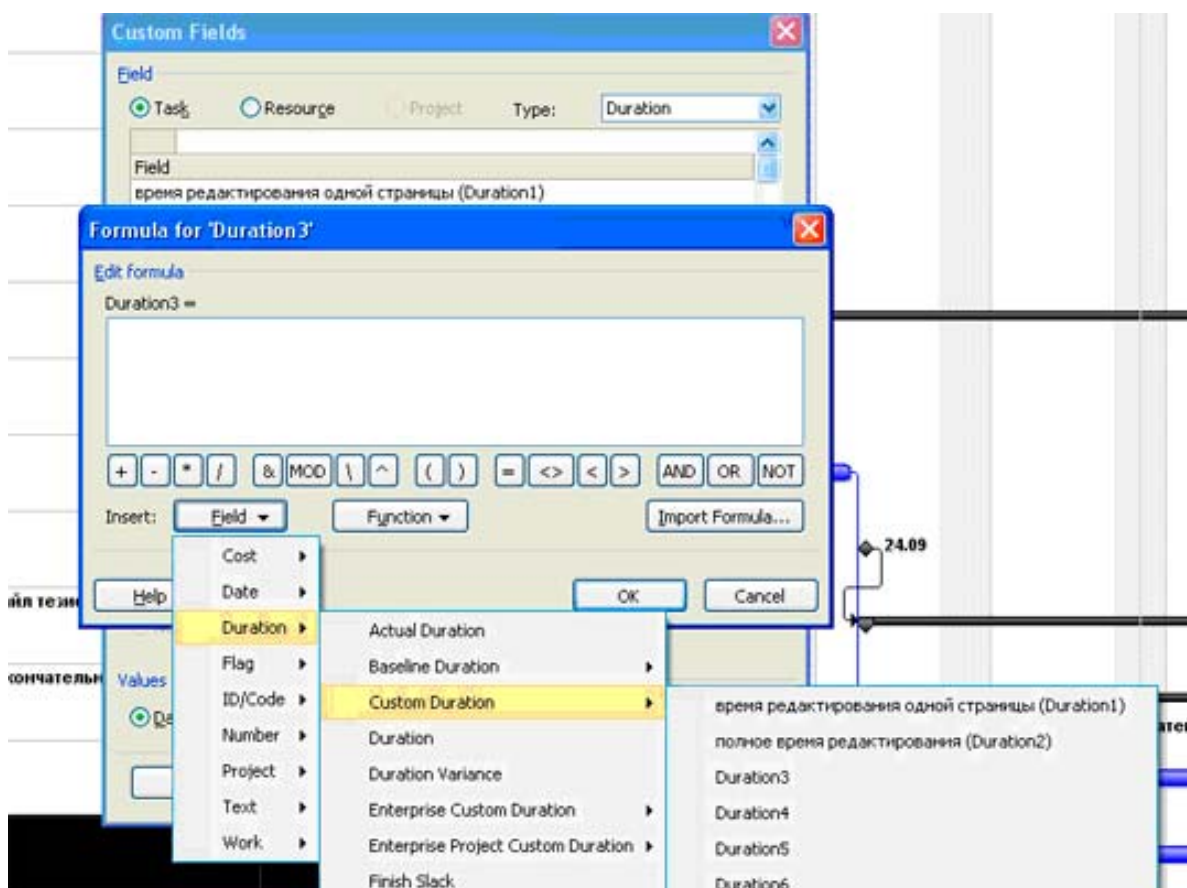 Custom Fields
Field
Task Resource Project Type: Duration
Field
время редактирования одной страницы (Duration1)
Formula for 'Duration3'
Edit formula
Duration3 =
+ - * / & MOD \ ^ ( ) = <> < > AND OR NOT
Insert: Field Function Import Formula...
24.09
Help OK Cancel
Cost
Date
Duration
Flag
ID/Code
Number
Project
Text
Work
Values
Actual Duration
Baseline Duration
Custom Duration
Duration
Duration Variance
Enterprise Custom Duration
Enterprise Project Custom Duration
Finish Slack
время редактирования одной страницы (Duration1)
полное время редактирования (Duration2)
Duration3
Duration4
Duration5
Duration6